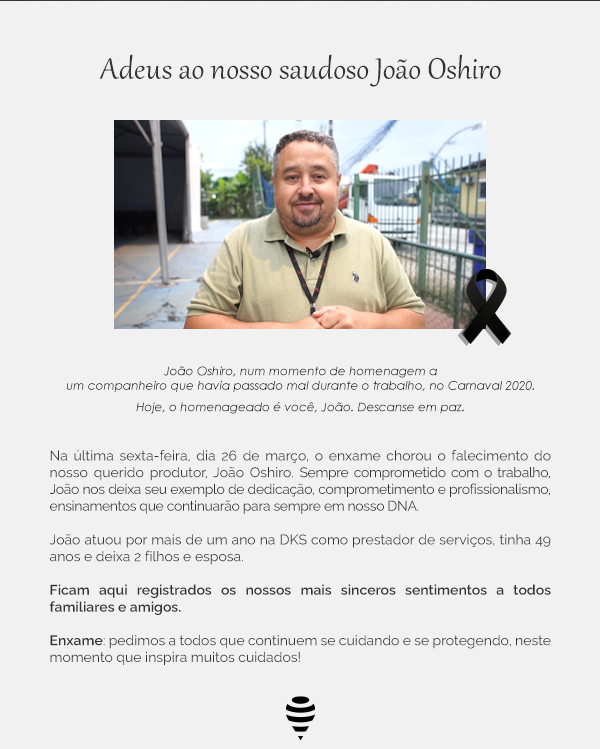 Adeus ao nosso saudoso João Oshiro
João Oshiro, num momento de homenagem a
um companheiro que havia passado mal durante o trabalho, no Carnaval 2020.
Hoje, o homenageado é você, João. Descanse em paz.
Na última sexta-feira, dia 26 de março, o enxame chorou o falecimento do
nosso querido produtor, João Oshiro. Sempre comprometido com o trabalho,
João nos deixa seu exemplo de dedicação, comprometimento e profissionalismo,
ensinamentos que continuarão para sempre em nosso DNA.
João atuou por mais de um ano na DKS como prestador de serviços, tinha 49
anos e deixa 2 filhos e esposa.
Ficam aqui registrados os nossos mais sinceros sentimentos a todos
familiares e amigos.
Enxame: pedimos a todos que continuem se cuidando e se protegendo, neste
momento que inspira muitos cuidados!